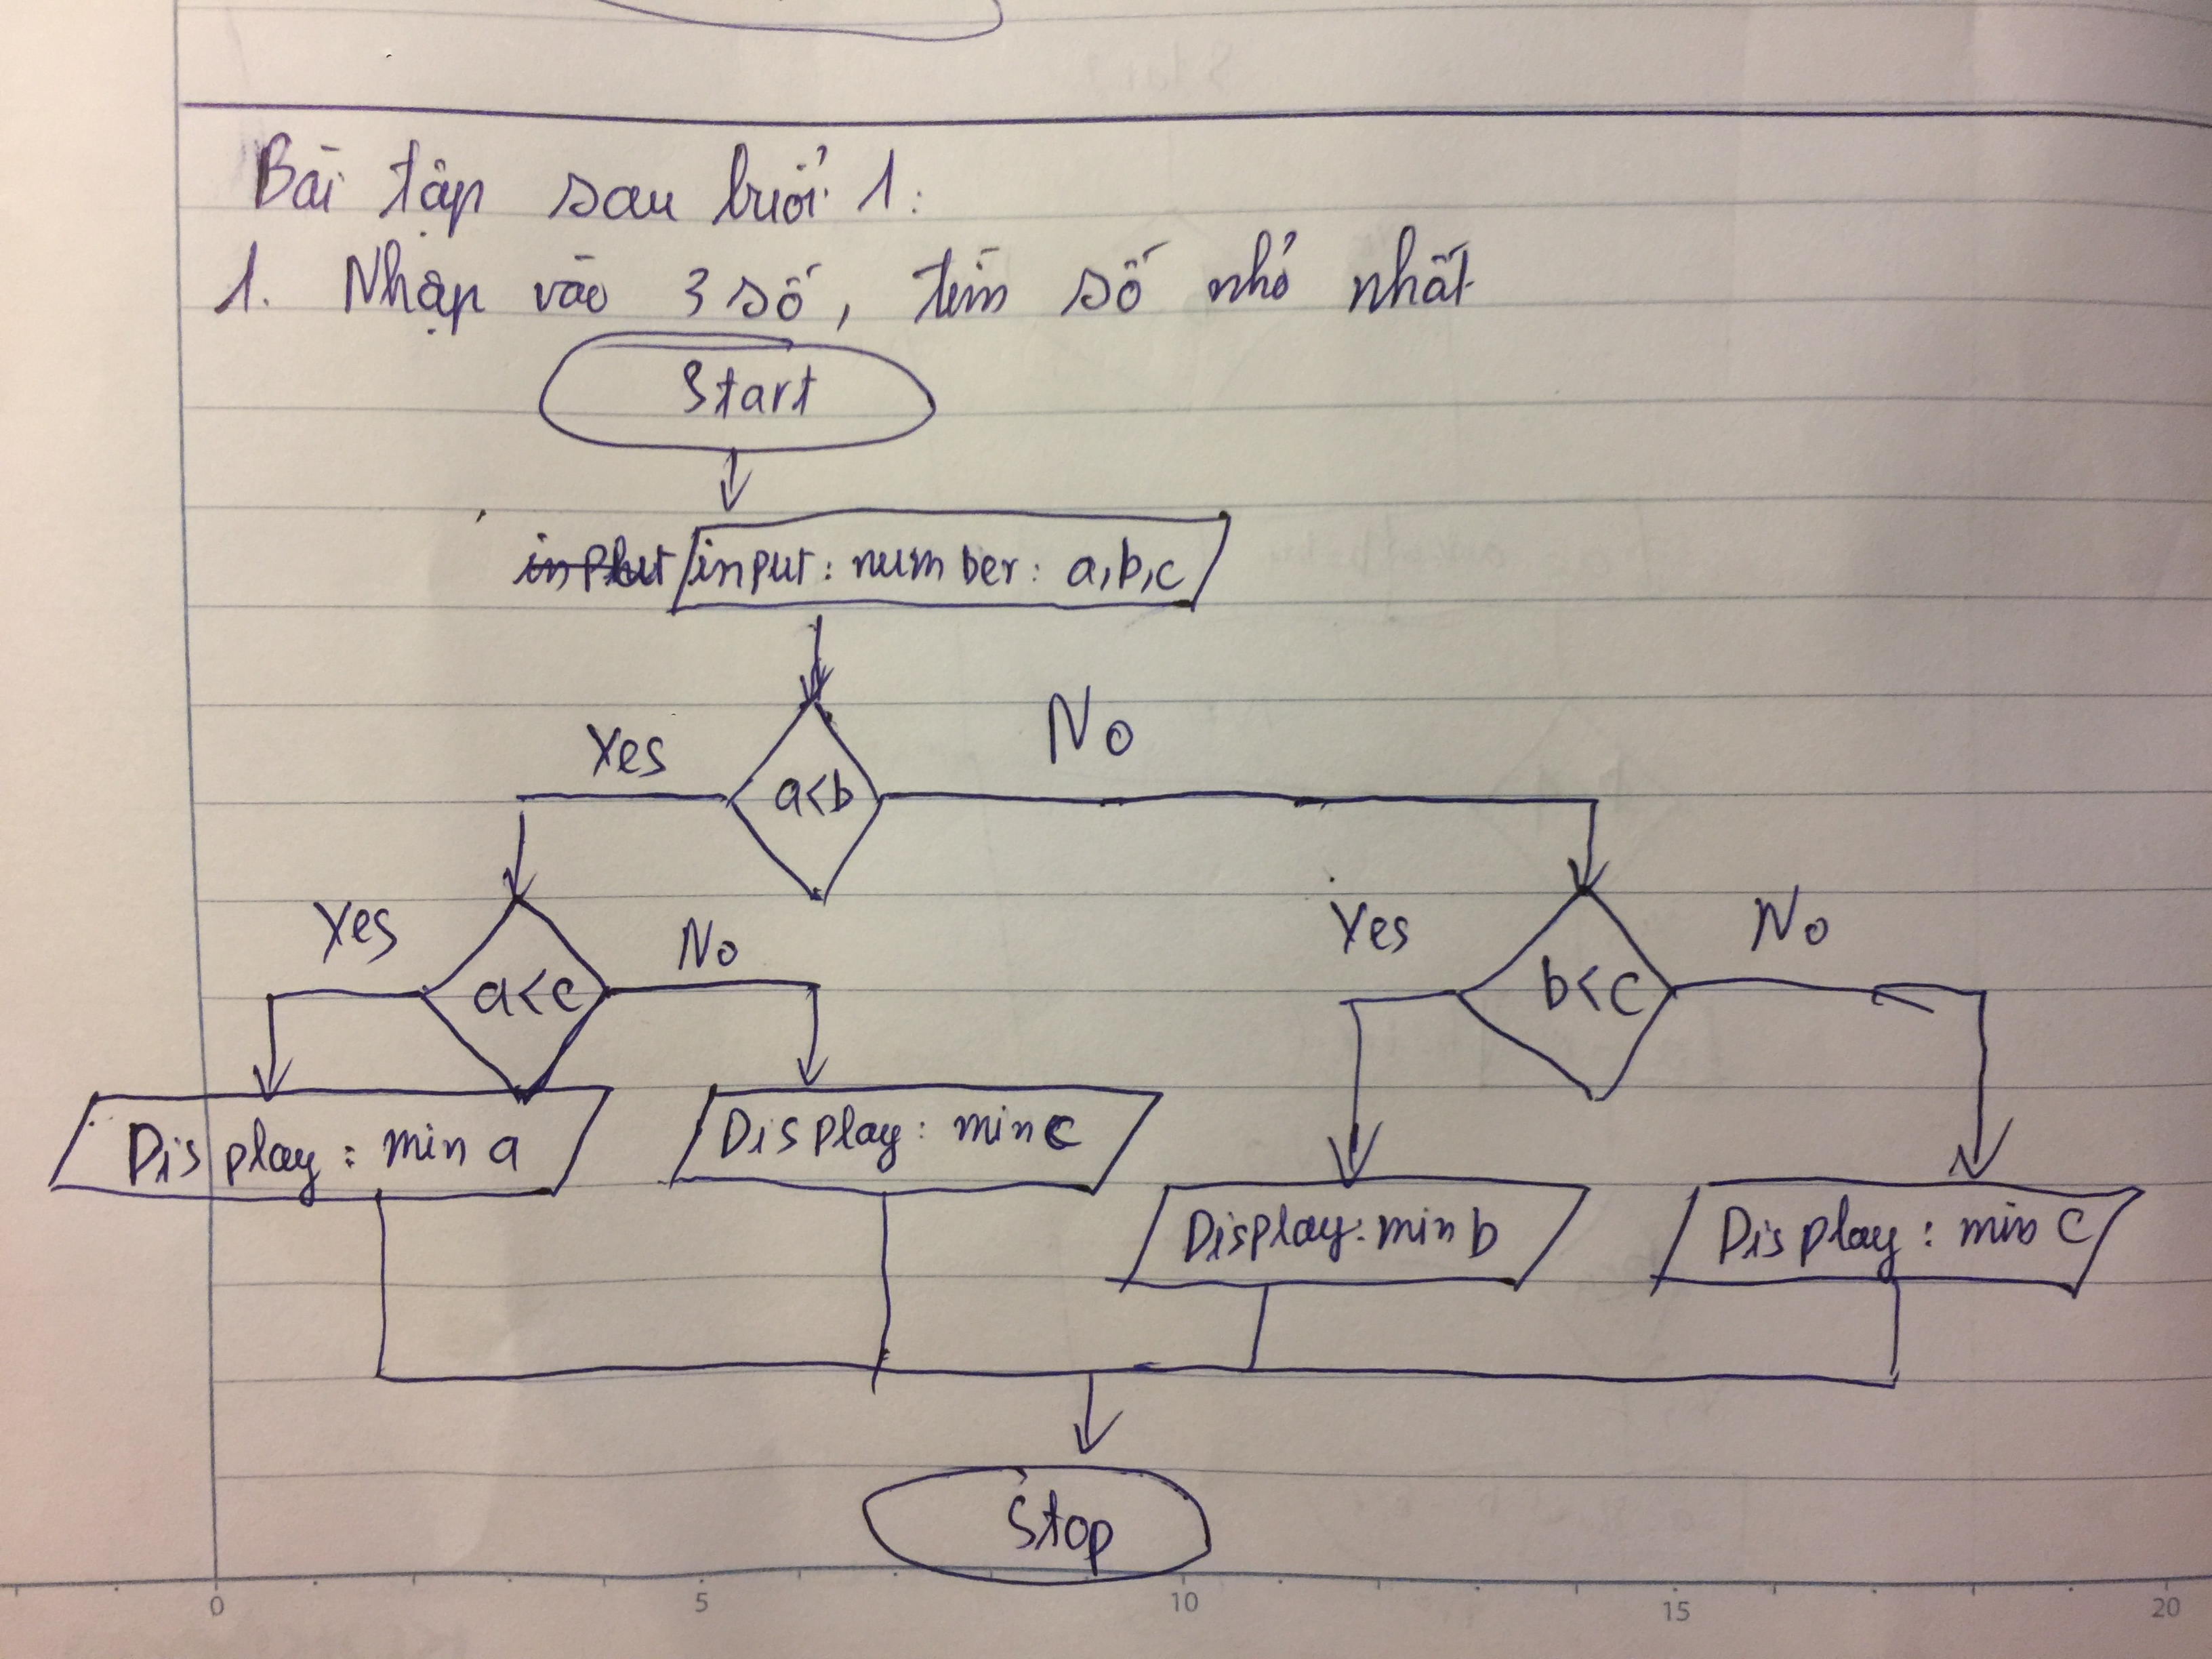 Bài tập sau buổi 1:
1. Nhập vào 3 số, tìm số nhỏ nhất
Start
input: number: a,b,c
a<b
Yes
No
a<c
Yes
No
b<c
Yes
No
Display: min a
Display: min c
Display: min b
Display: min c
Stop
0 5 10 15 20